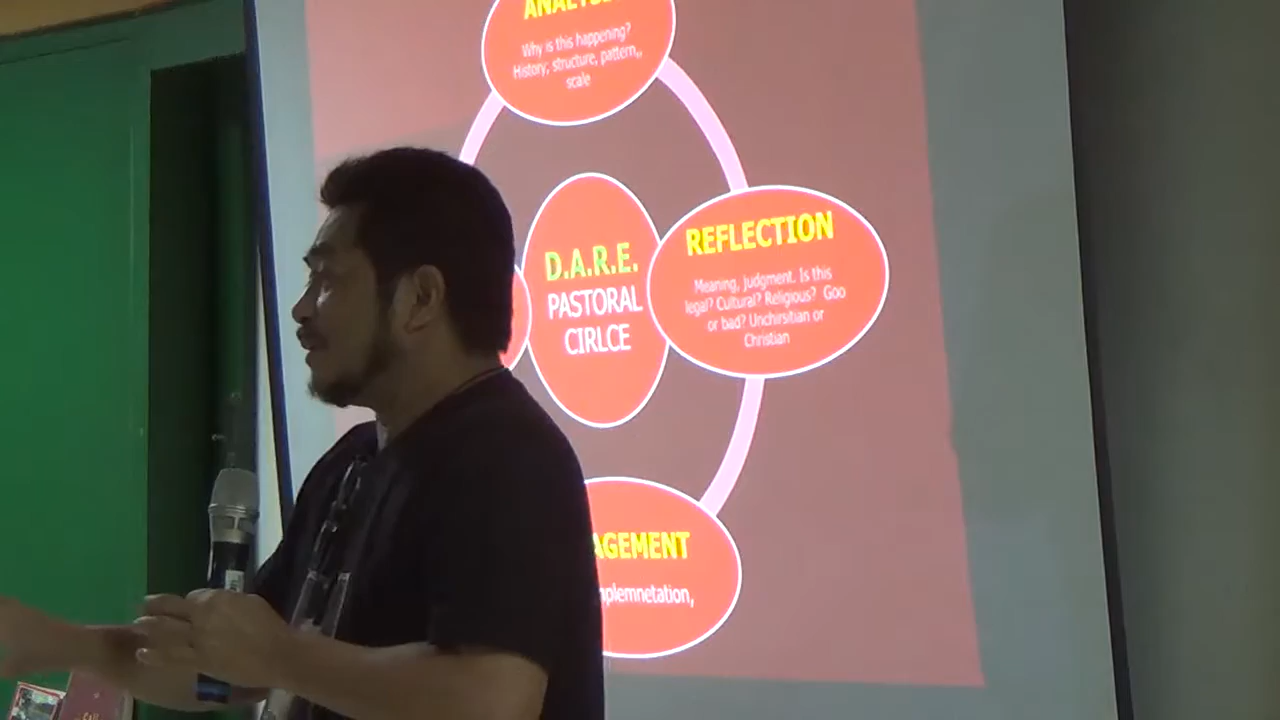 Why is this happening?
History, structure, pattern,,
scale
D.A.R.E.
PASTORAL
CIRLCE
REFLECTION
Meaning, judgment. Is this
legal? Cultural? Religious? Goo
or bad? Unchirsitian or
Christian
AGEMENT
plemnetation,